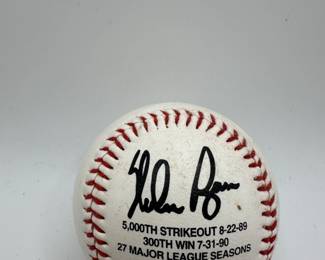 Nolan Ryan
5,000TH STRIKEOUT 8-22-89
300TH WIN 7-31-90
27 MAJOR LEAGUE SEASONS